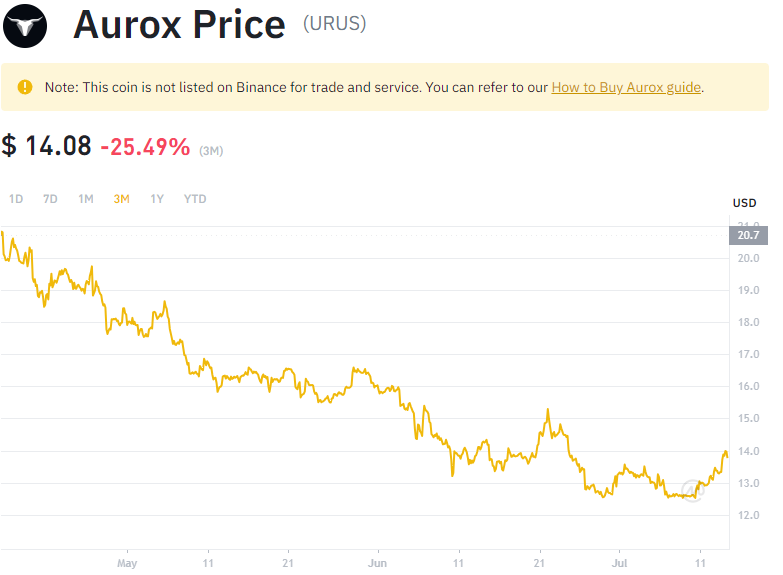 Aurox Price (URUS)
Note: This coin is not listed on Binance for trade and service. You can refer to our How to Buy Aurox guide.
$ 14.08 -25.49% (3M)
1D 7D 1M 3M 1Y YTD
USD
21.0
20.7
20.0
19.0
18.0
17.0
16.0
15.0
14.0
13.0
12.0
May 11 21 Jun 11 21 Jul 11